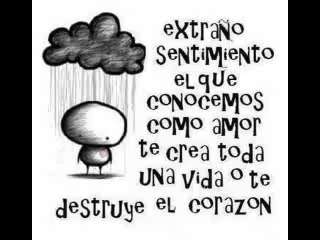 extraño
sentimiento
el que
conocemos
como amor
te crea toda
una vida o te
destruye el corazon